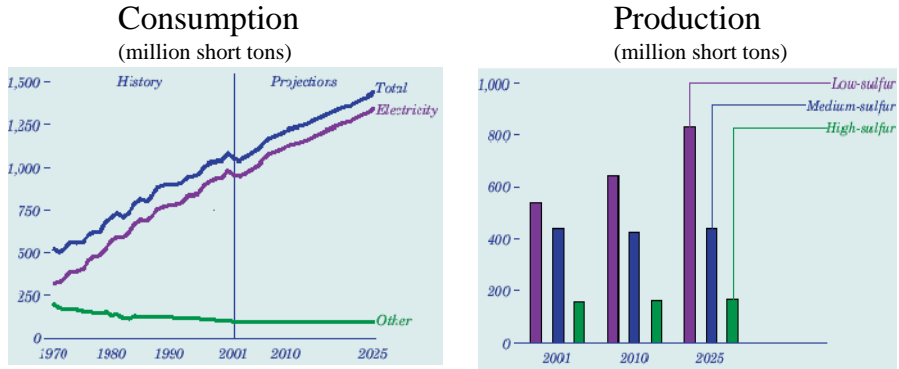 Consumption
(million short tons)
1,500
History
Projections
Total
Electricity
1,250
1,000
750
500
250
Other
0
1970
1980
1990
2001
2010
2025
Production
(million short tons)
1,000
Low-sulfur
Medium-sulfur
High-sulfur
800
600
400
200
0
2001
2010
2025